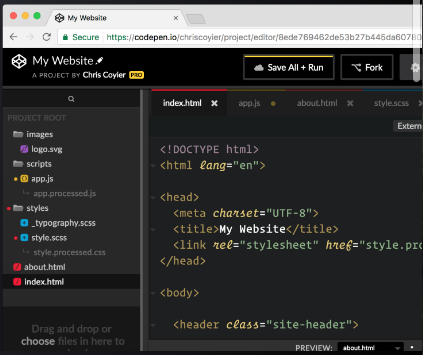 My Website
Secure https://codepen.io/chriscoyier/project/editor/8ede769462de53b27b445da60780
My Website
A PROJECT BY Chris Coyier PRO
Save All + Run
Fork
index.html
app.js
about.html
style.scss
PROJECT ROOT
images
logo.svg
scripts
app.js
app.processed.js
styles
_typography.scss
style.scss
style.processed.css
about.html
index.html
Drag and drop or
choose files in here to
Extern
<!DOCTYPE html>
<html lang="en">
<head>
<meta charset="UTF-8">
<title>My Website</title>
<link rel="stylesheet" href="style.pro
</head>
<body>
<header class="site-header">
PREVIEW: about.html